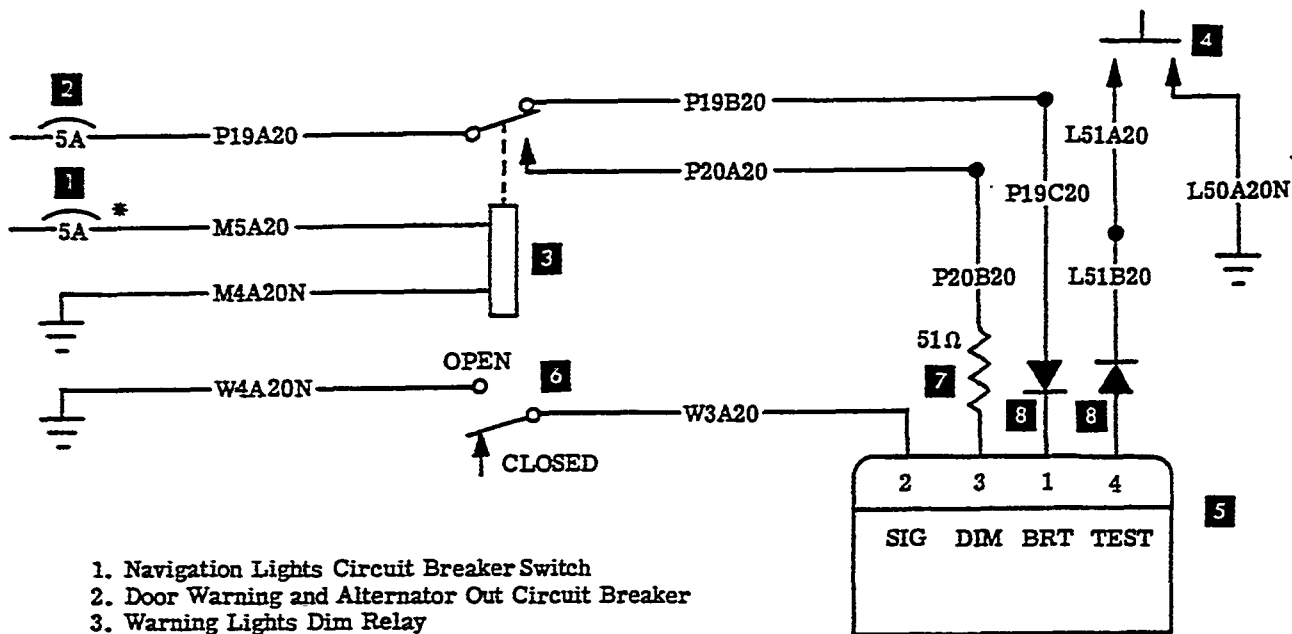 4
2
5A
P19A20
P19B20
L51A20
P20A20
P19C20
L50A20N
1
*
5A
M5A20
3
M4A20N
P20B20
L51B20
51Ω
OPEN
6
7
W4A20N
W3A20
8
8
CLOSED
2 3 1 4
5
SIG DIM BRT TEST
1. Navigation Lights Circuit Breaker Switch
2. Door Warning and Alternator Out Circuit Breaker
3. Warning Lights Dim Relay